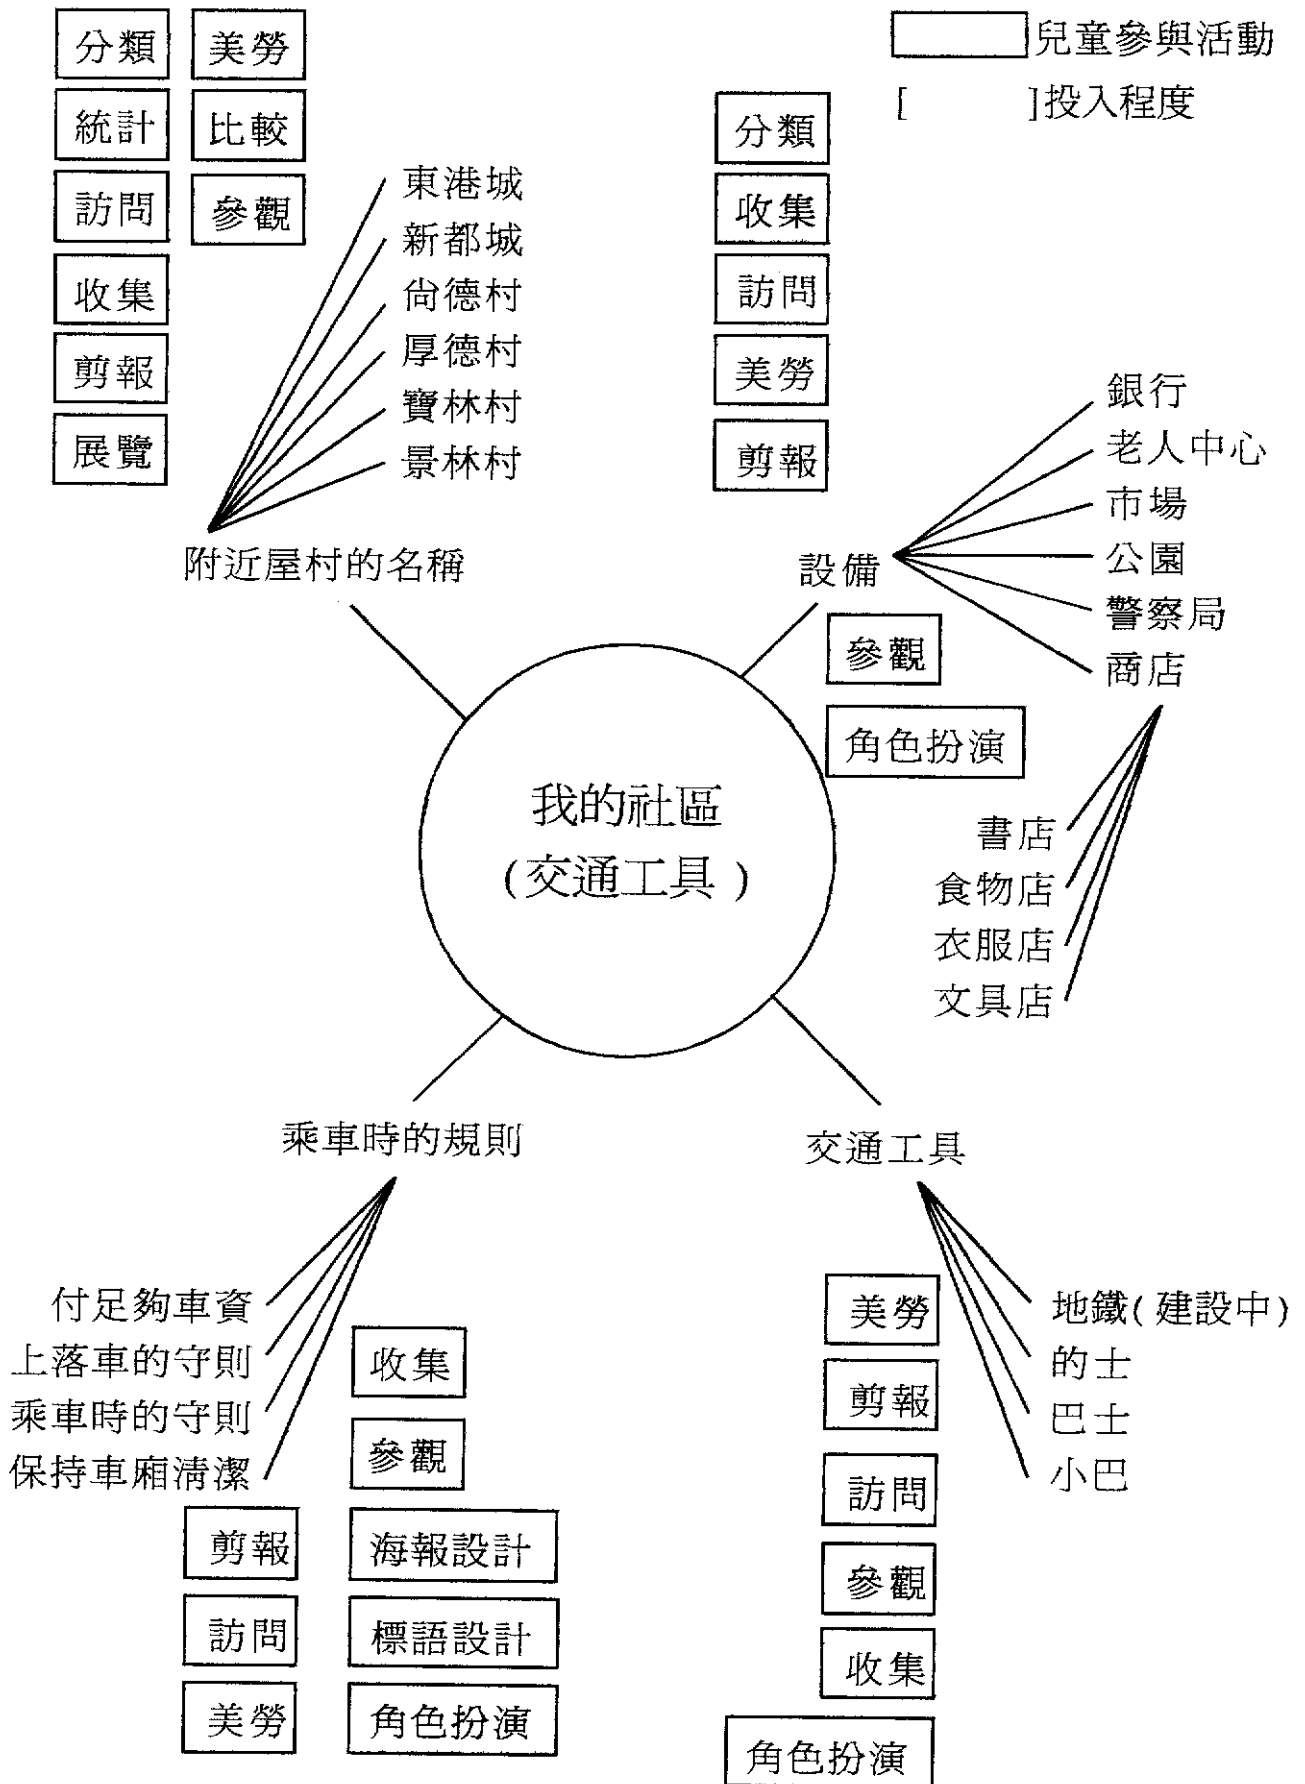 分類 美勞
統計 比較
訪問 參觀
收集
剪報
展覽
兒童參與活動
[ ]投入程度
東港城
新都城
尚德村
厚德村
寶林村
景林村
附近屋村的名稱
分類
收集
訪問
美勞
剪報
銀行
老人中心
市場
公園
警察局
商店
設備
參觀
角色扮演
書店
食物店
衣服店
文具店
我的社區
(交通工具)
乘車時的規則
付足夠車資
上落車的守則
乘車時的守則
保持車廂清潔
收集
參觀
剪報 海報設計
訪問 標語設計
美勞 角色扮演
交通工具
地鐵(建設中)
的士
巴士
小巴
美勞
剪報
訪問
參觀
收集
角色扮演